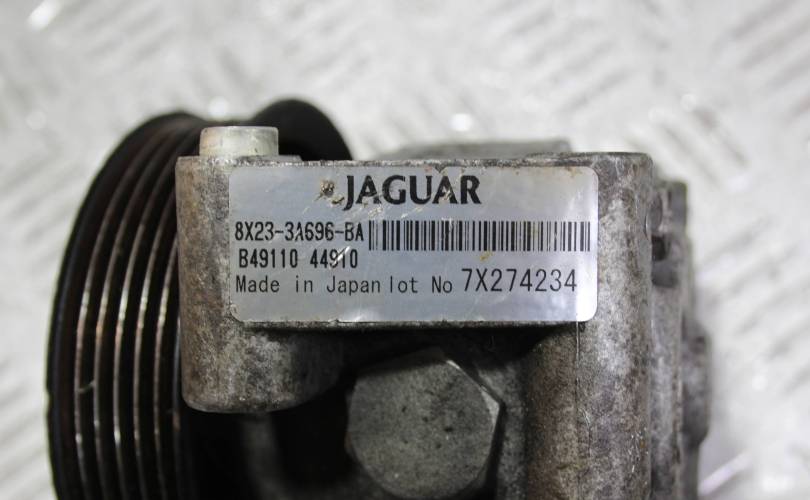 JAGUAR
8X23-3A696-BA
B49110 44910
Made in Japan lot No 7X274234